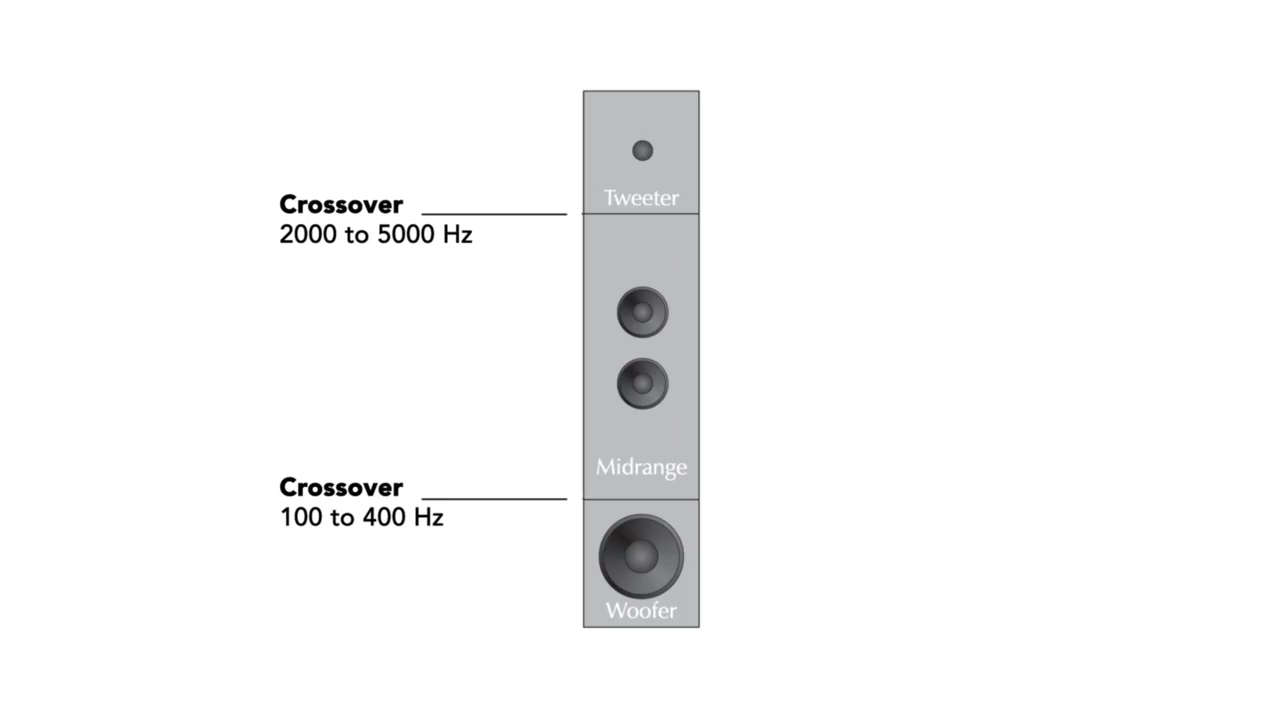 Tweeter
Crossover
2000 to 5000 Hz
Midrange
Crossover
100 to 400 Hz
Woofer